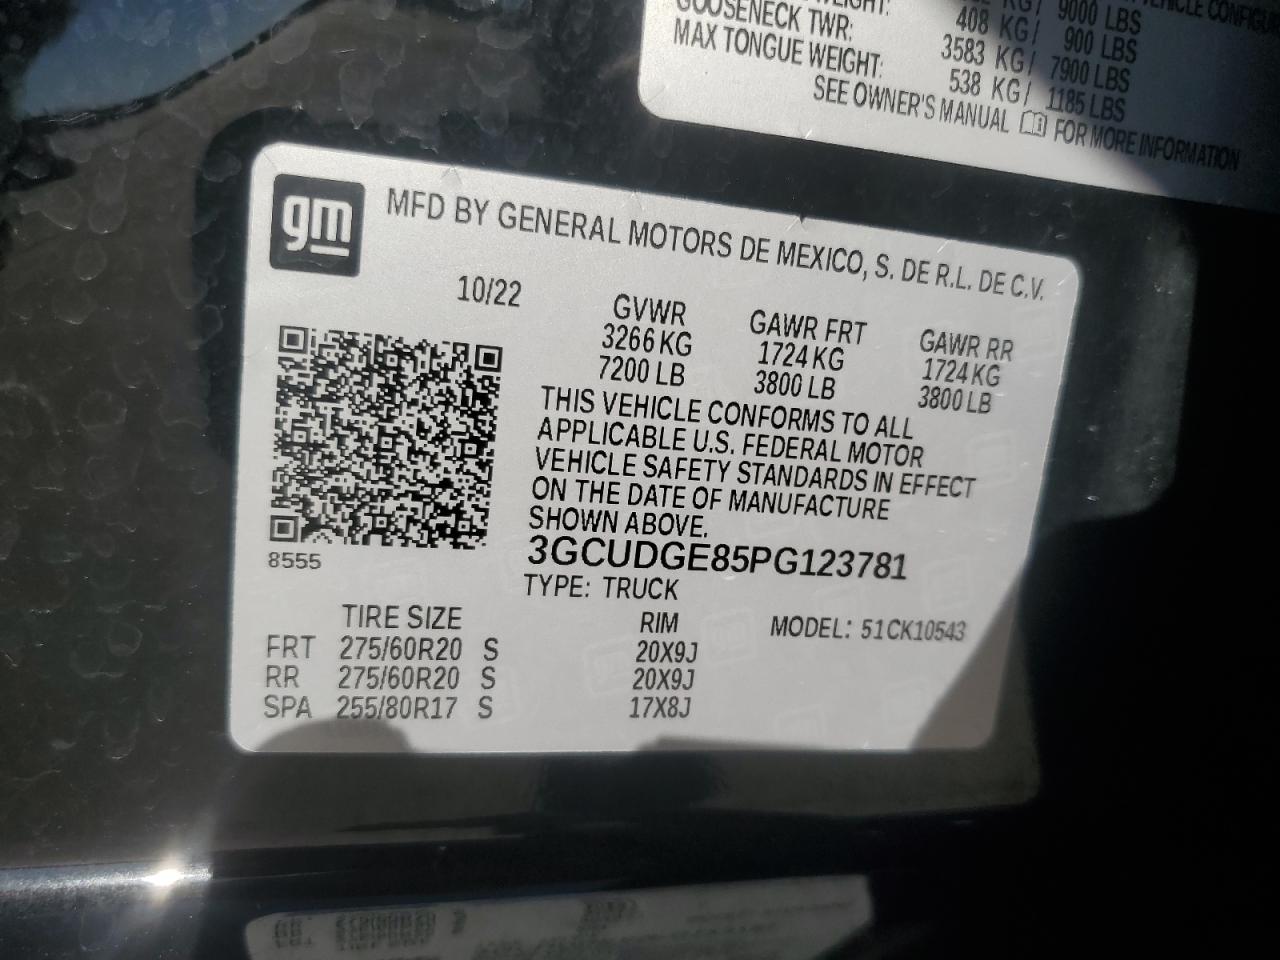 KG/ 9000 LBS
408 KG/ 900 LBS
GOOSENECK TWR: 3583 KG/ 7900 LBS
MAX TONGUE WEIGHT: 538 KG/ 1185 LBS
SEE OWNER'S MANUAL FOR MORE INFORMATION
gm
MFD BY GENERAL MOTORS DE MEXICO, S. DE R.L. DE C.V.
10/22
GVWR GAWR FRT GAWR RR
3266 KG 1724 KG 1724 KG
7200 LB 3800 LB 3800 LB
THIS VEHICLE CONFORMS TO ALL
APPLICABLE U.S. FEDERAL MOTOR
VEHICLE SAFETY STANDARDS IN EFFECT
ON THE DATE OF MANUFACTURE
SHOWN ABOVE.
8555
3GCUDGE85PG123781
TYPE: TRUCK
TIRE SIZE RIM MODEL: 51CK10543
FRT 275/60R20 S 20X9J
RR 275/60R20 S 20X9J
SPA 255/80R17 S 17X8J